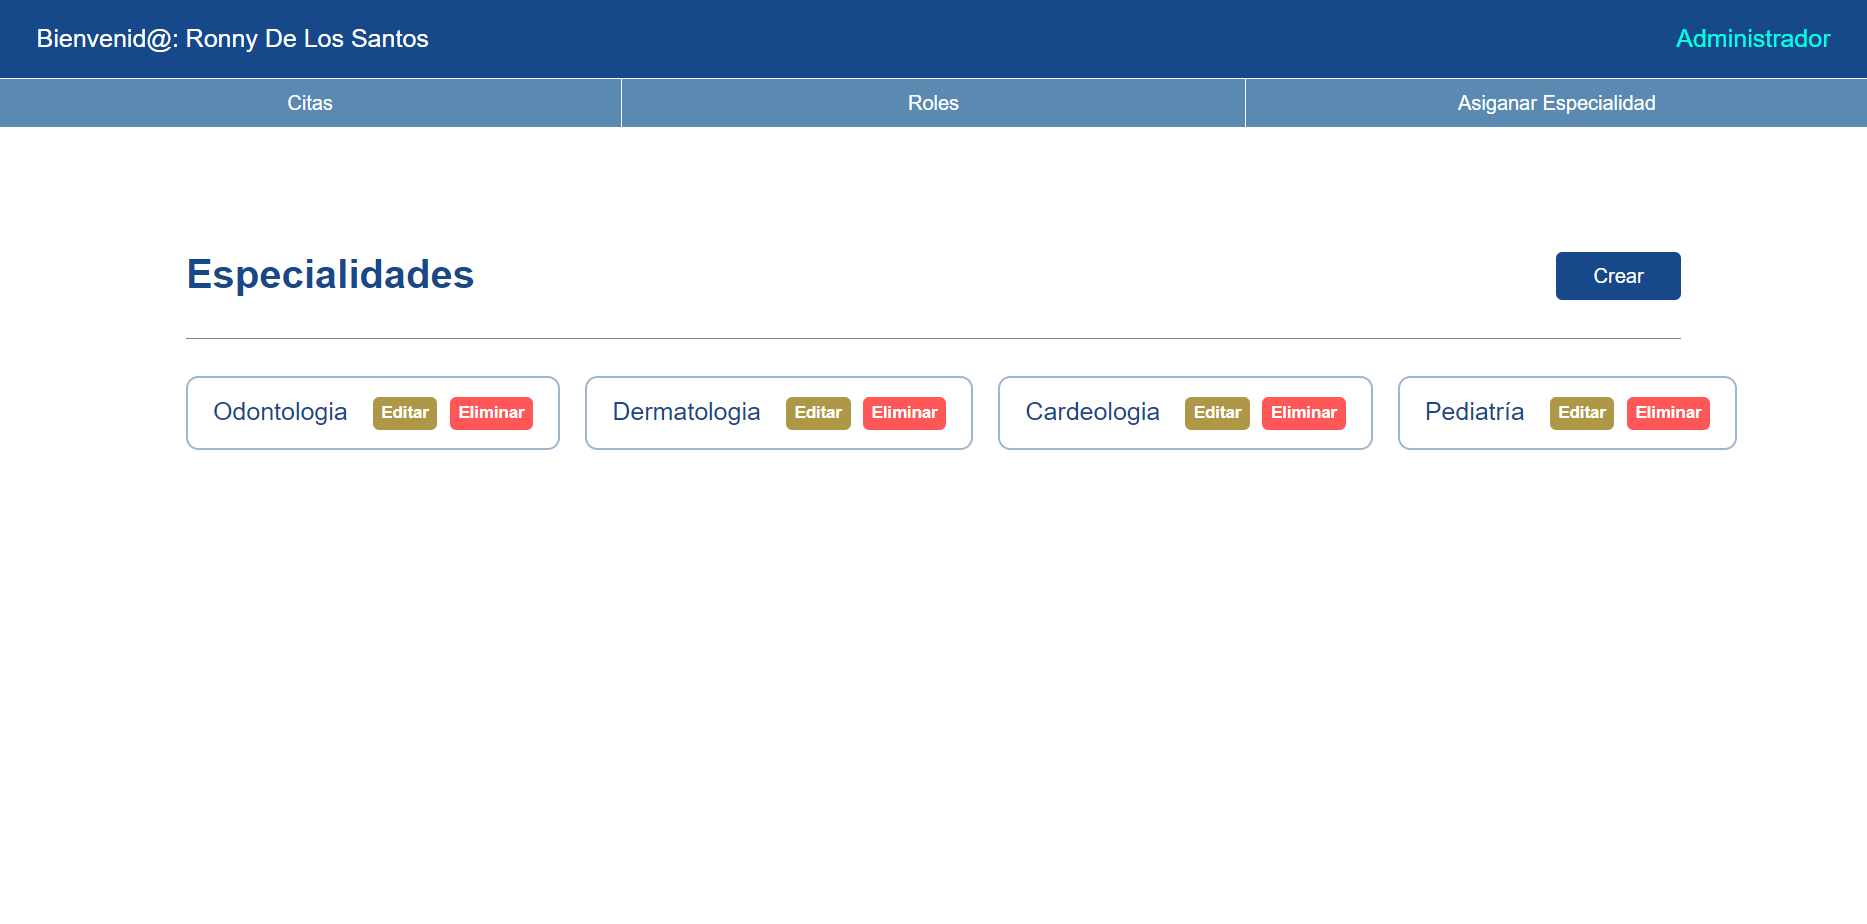 Bienvenid@: Ronny De Los Santos
Administrador
Citas
Roles
Asiganar Especialidad
Especialidades
Crear
Odontologia Editar Eliminar
Dermatologia Editar Eliminar
Cardeologia Editar Eliminar
Pediatría Editar Eliminar